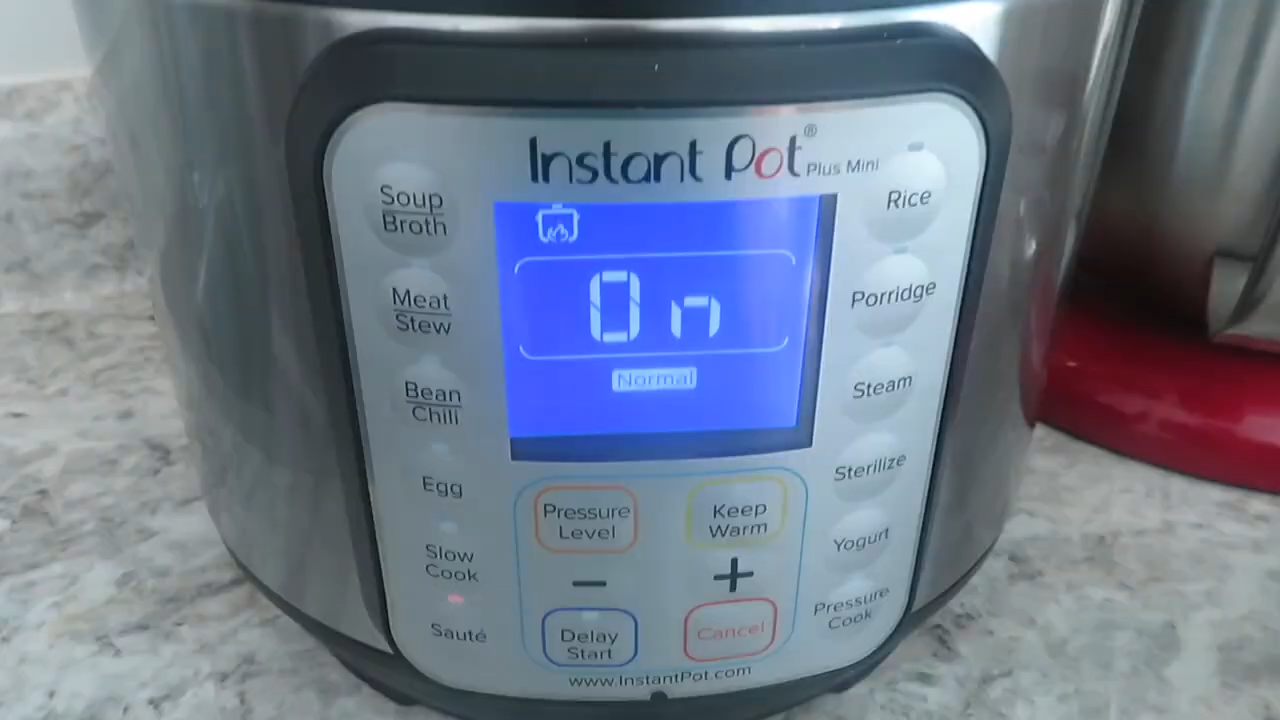 Instant Pot®
Plus Mini
Soup
Broth
Meat
Stew
Bean
Chili
Egg
Slow
Cook
Sauté
On
Normal
Pressure
Level
Keep
Warm
− +
Delay
Start
Cancel
Rice
Porridge
Steam
Sterilize
Yogurt
Pressure
Cook
www.InstantPot.com